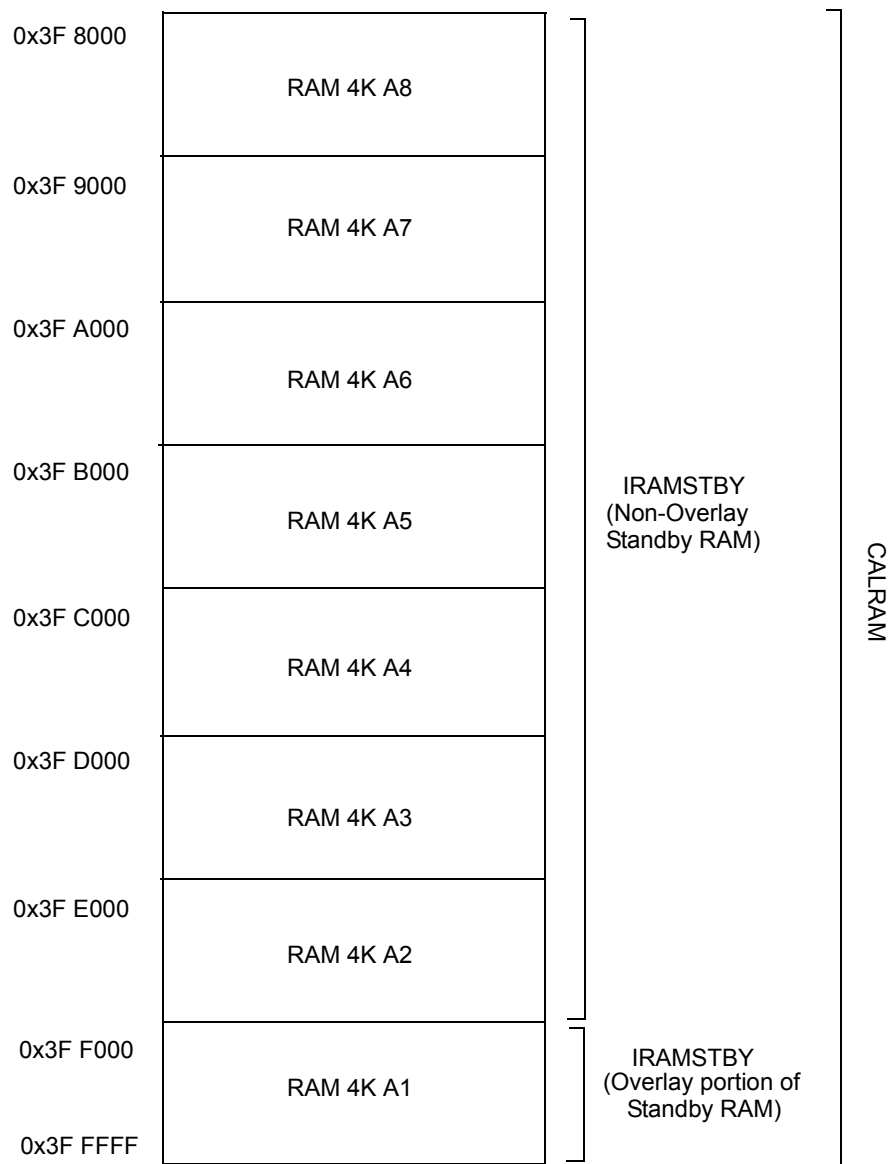 0x3F 8000
RAM 4K A8
0x3F 9000
RAM 4K A7
0x3F A000
RAM 4K A6
0x3F B000
RAM 4K A5
IRAMSTBY
(Non-Overlay
Standby RAM)
CALRAM
0x3F C000
RAM 4K A4
0x3F D000
RAM 4K A3
0x3F E000
RAM 4K A2
0x3F F000
RAM 4K A1
IRAMSTBY
(Overlay portion of
Standby RAM)
0x3F FFFF